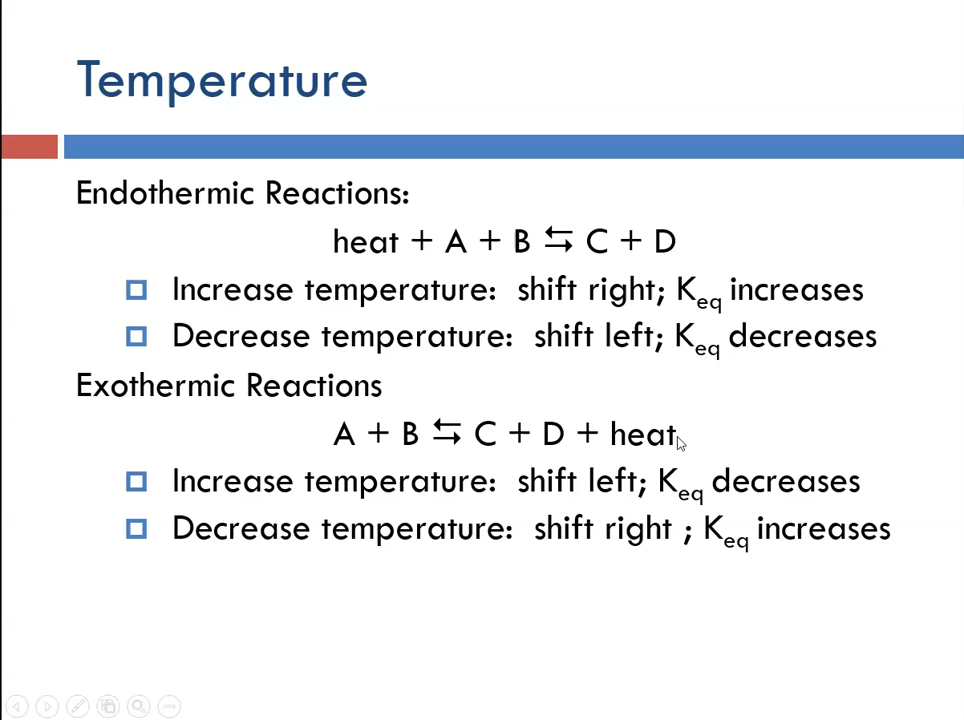 Temperature
Endothermic Reactions:
heat + A + B ⇆ C + D
Increase temperature: shift right; Keq increases
Decrease temperature: shift left; Keq decreases
Exothermic Reactions
A + B ⇆ C + D + heat
Increase temperature: shift left; Keq decreases
Decrease temperature: shift right ; Keq increases